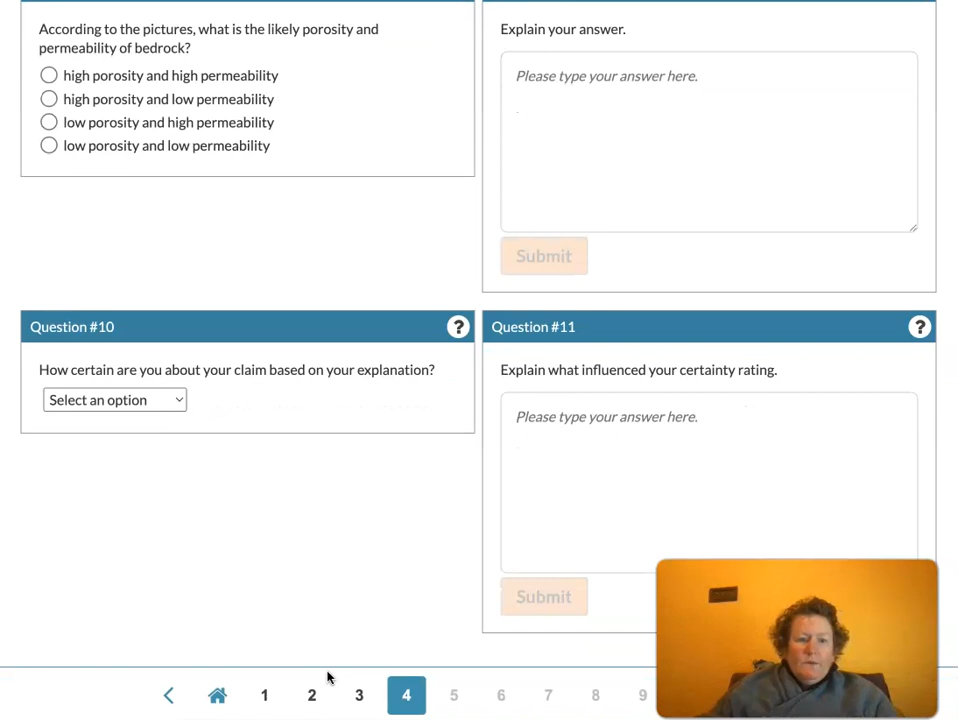 According to the pictures, what is the likely porosity and
permeability of bedrock?
high porosity and high permeability
high porosity and low permeability
low porosity and high permeability
low porosity and low permeability
Explain your answer.
Please type your answer here.
Submit
Question #10
?
How certain are you about your claim based on your explanation?
Select an option
Question #11
?
Explain what influenced your certainty rating.
Please type your answer here.
Submit
1 2 3 4 5 6 7 8 9